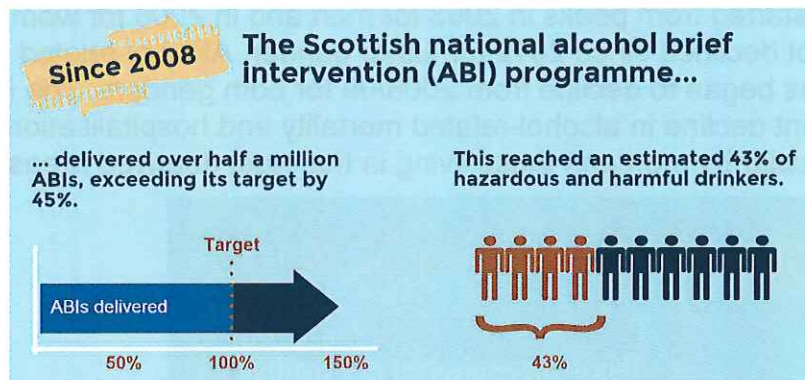 Since 2008
The Scottish national alcohol brief
intervention (ABI) programme...
... delivered over half a million
ABIs, exceeding its target by
45%.
This reached an estimated 43% of
hazardous and harmful drinkers.
Target
ABIs delivered
50% 100% 150%
43%